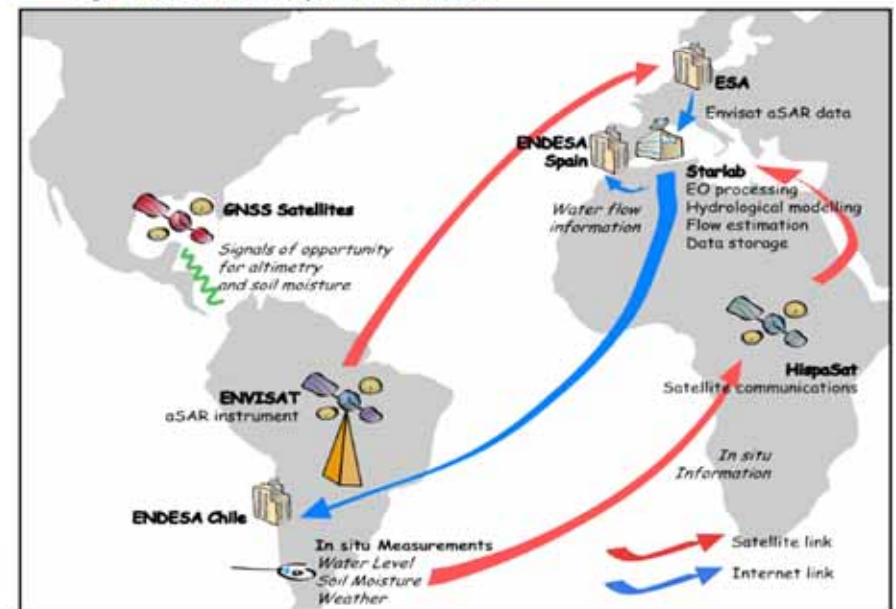 ESA
Envisat aSAR data
ENDESA
Spain
Starlab
EO processing
Hydrological modelling
Flow estimation
Data storage
Water flow
information
GNSS Satellites
Signals of opportunity
for altimetry
and soil moisture
HispaSat
Satellite communications
ENVISAT
aSAR instrument
In situ
Information
ENDESA Chile
In situ Measurements
Water Level
Soil Moisture
Weather
Satellite link
Internet link